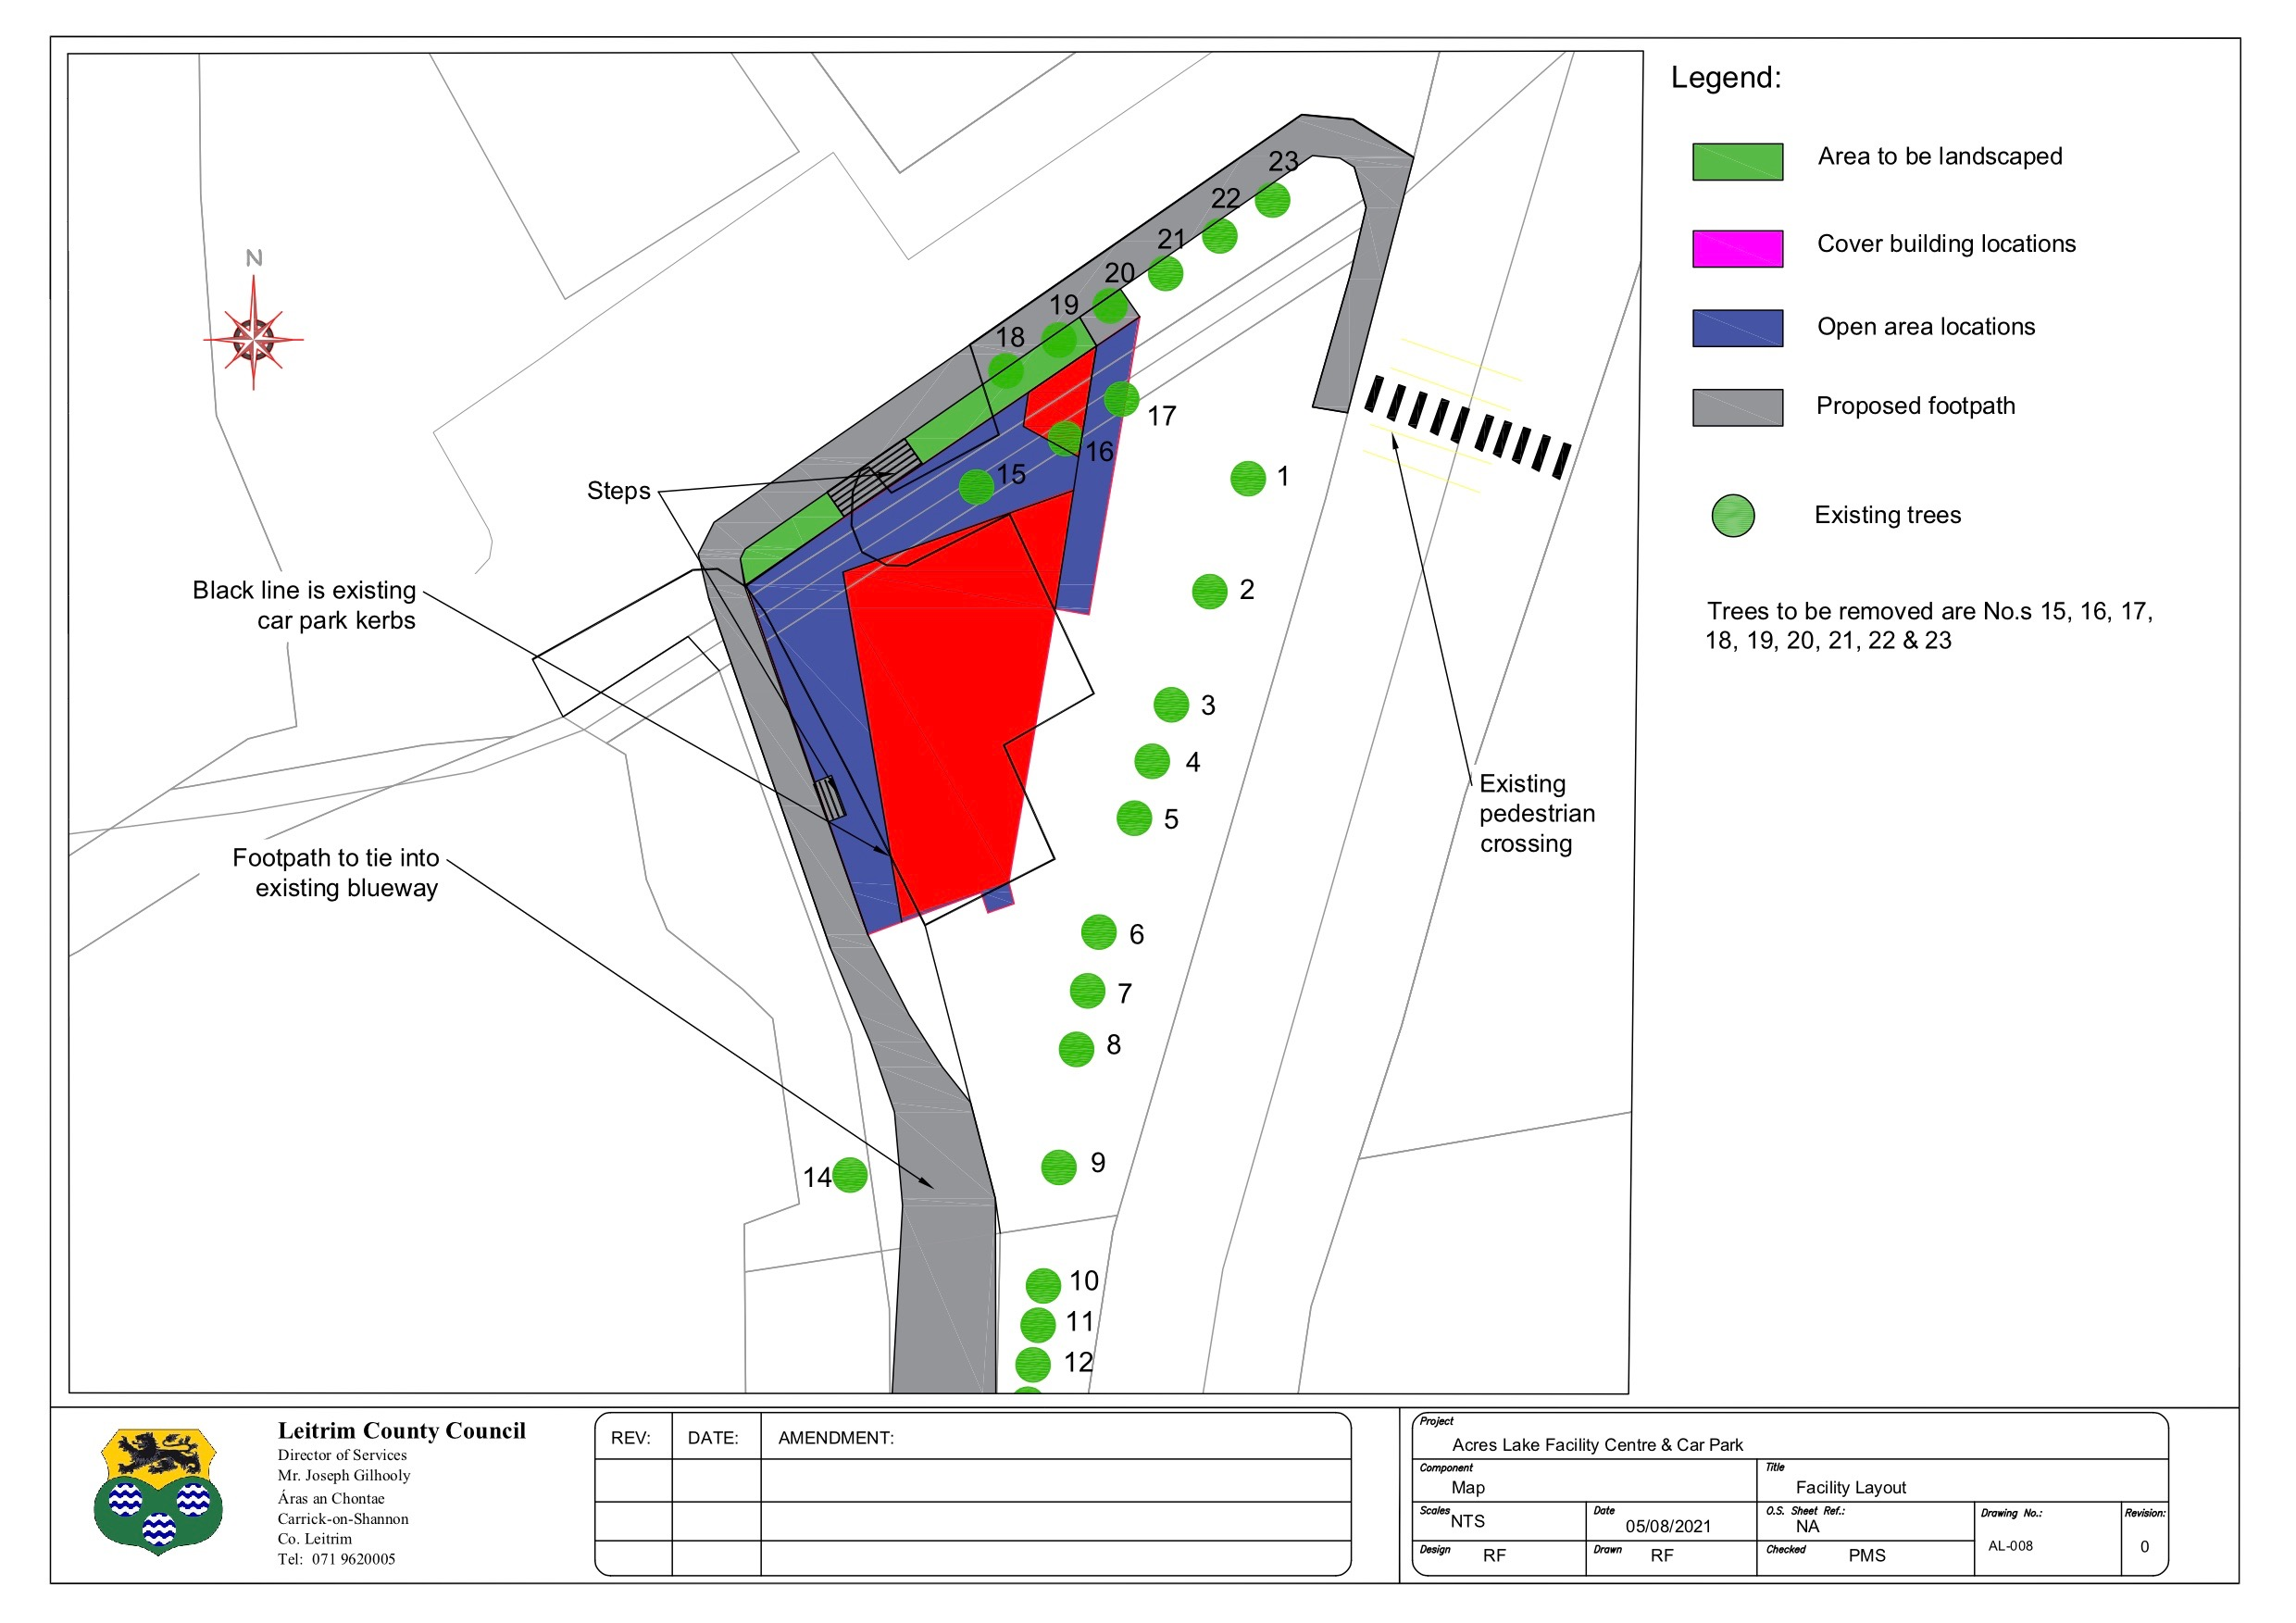 Legend:
Area to be landscaped
Cover building locations
Open area locations
Proposed footpath
Existing trees
Trees to be removed are No.s 15, 16, 17,
18, 19, 20, 21, 22 & 23
N
23
22
21
20
19
18
17
16
15
1
2
3
4
5
6
7
8
9
10
11
12
14
Steps
Black line is existing
car park kerbs
Footpath to tie into
existing blueway
Existing
pedestrian
crossing
Leitrim County Council
Director of Services
Mr. Joseph Gilhooly
Áras an Chontae
Carrick-on-Shannon
Co. Leitrim
Tel: 071 9620005
REV: DATE: AMENDMENT:
Project
Acres Lake Facility Centre & Car Park
Component
Map
Title
Facility Layout
Scales
NTS
Date
05/08/2021
O.S. Sheet Ref.:
NA
Drawing No.:
AL-008
Revision:
0
Design RF
Drawn RF
Checked PMS